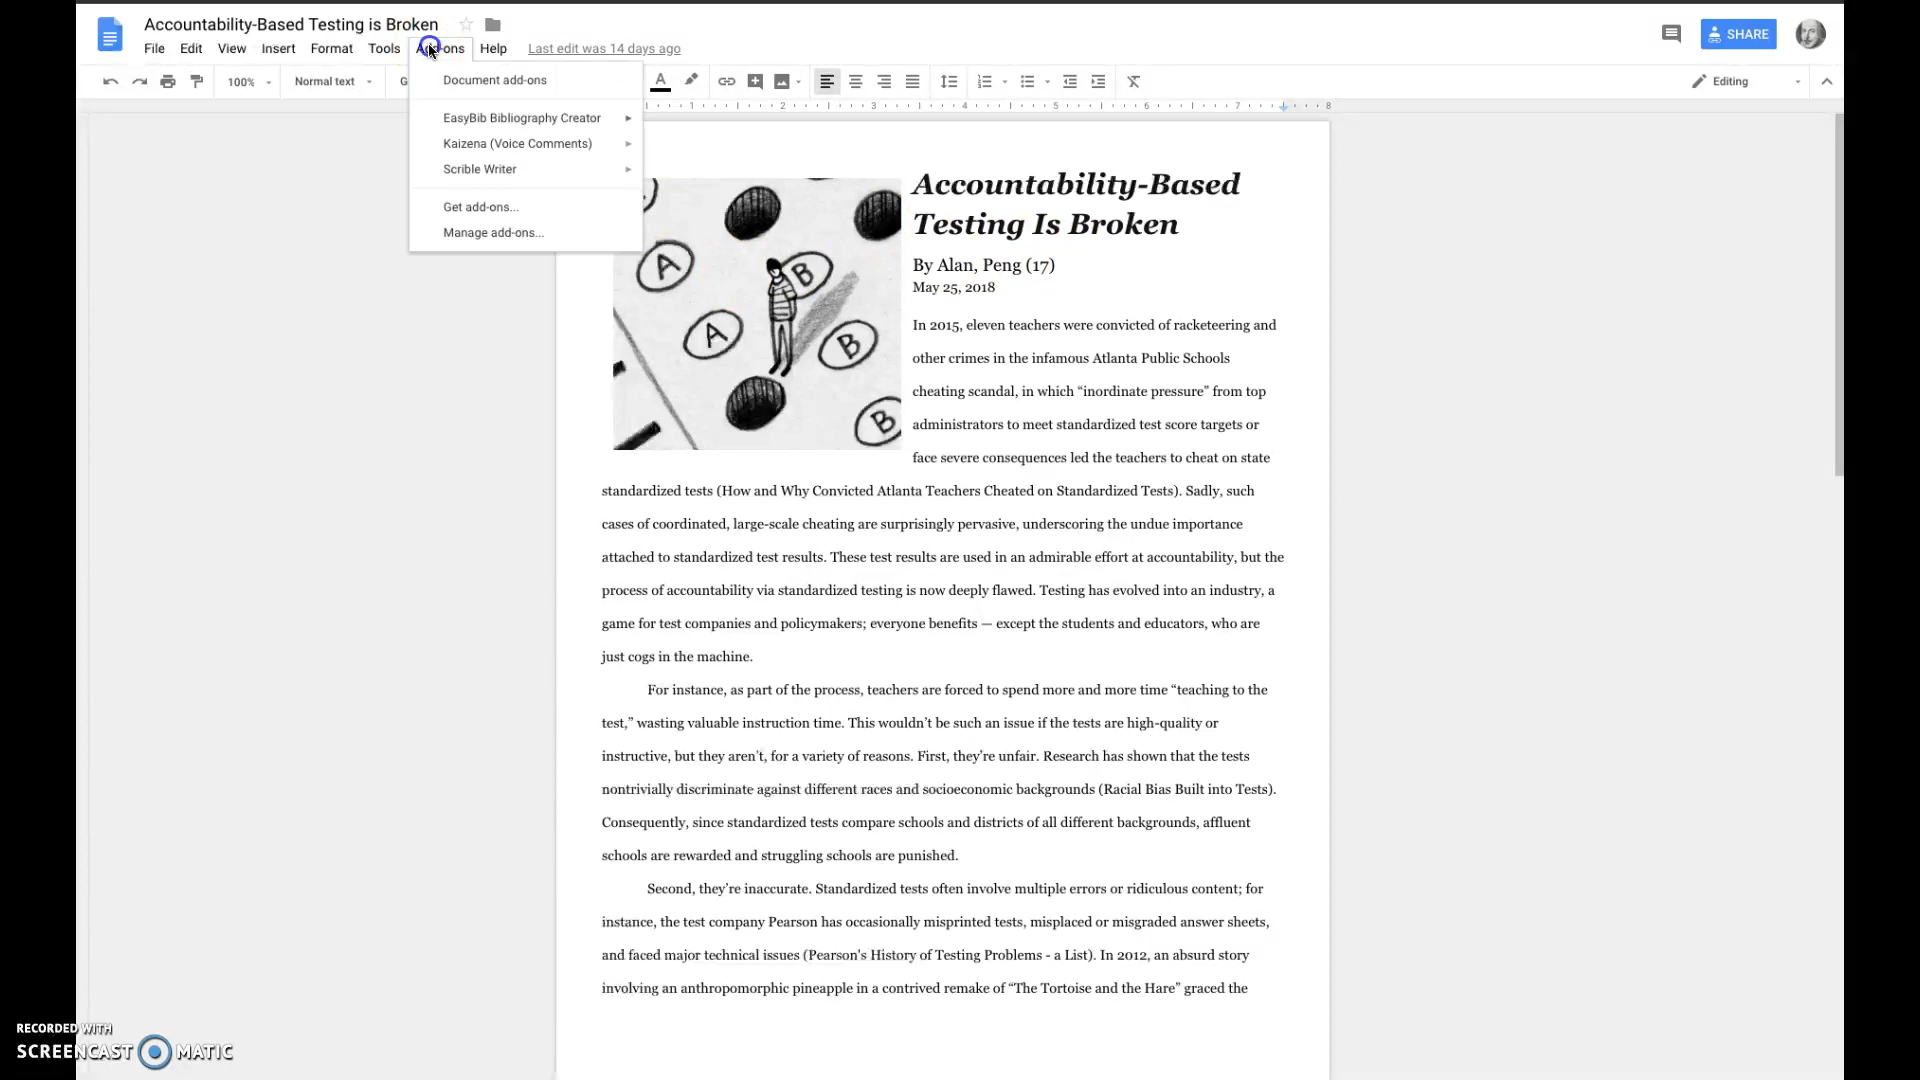 Accountability-Based Testing is Broken
File Edit View Insert Format Tools Add-ons Help Last edit was 14 days ago
SHARE
100% Normal text G A Editing
Document add-ons
EasyBib Bibliography Creator
Kaizena (Voice Comments)
Scrible Writer
Get add-ons...
Manage add-ons...
1 2 3 4 5 6 7 8
A B A B B
Accountability-Based
Testing Is Broken
By Alan, Peng (17)
May 25, 2018
In 2015, eleven teachers were convicted of racketeering and
other crimes in the infamous Atlanta Public Schools
cheating scandal, in which “inordinate pressure” from top
administrators to meet standardized test score targets or
face severe consequences led the teachers to cheat on state
standardized tests (How and Why Convicted Atlanta Teachers Cheated on Standardized Tests). Sadly, such
cases of coordinated, large-scale cheating are surprisingly pervasive, underscoring the undue importance
attached to standardized test results. These test results are used in an admirable effort at accountability, but the
process of accountability via standardized testing is now deeply flawed. Testing has evolved into an industry, a
game for test companies and policymakers; everyone benefits — except the students and educators, who are
just cogs in the machine.
For instance, as part of the process, teachers are forced to spend more and more time “teaching to the
test,” wasting valuable instruction time. This wouldn’t be such an issue if the tests are high-quality or
instructive, but they aren’t, for a variety of reasons. First, they’re unfair. Research has shown that the tests
nontrivially discriminate against different races and socioeconomic backgrounds (Racial Bias Built into Tests).
Consequently, since standardized tests compare schools and districts of all different backgrounds, affluent
schools are rewarded and struggling schools are punished.
Second, they’re inaccurate. Standardized tests often involve multiple errors or ridiculous content; for
instance, the test company Pearson has occasionally misprinted tests, misplaced or misgraded answer sheets,
and faced major technical issues (Pearson's History of Testing Problems - a List). In 2012, an absurd story
involving an anthropomorphic pineapple in a contrived remake of “The Tortoise and the Hare” graced the
RECORDED WITH
SCREENCAST MATIC